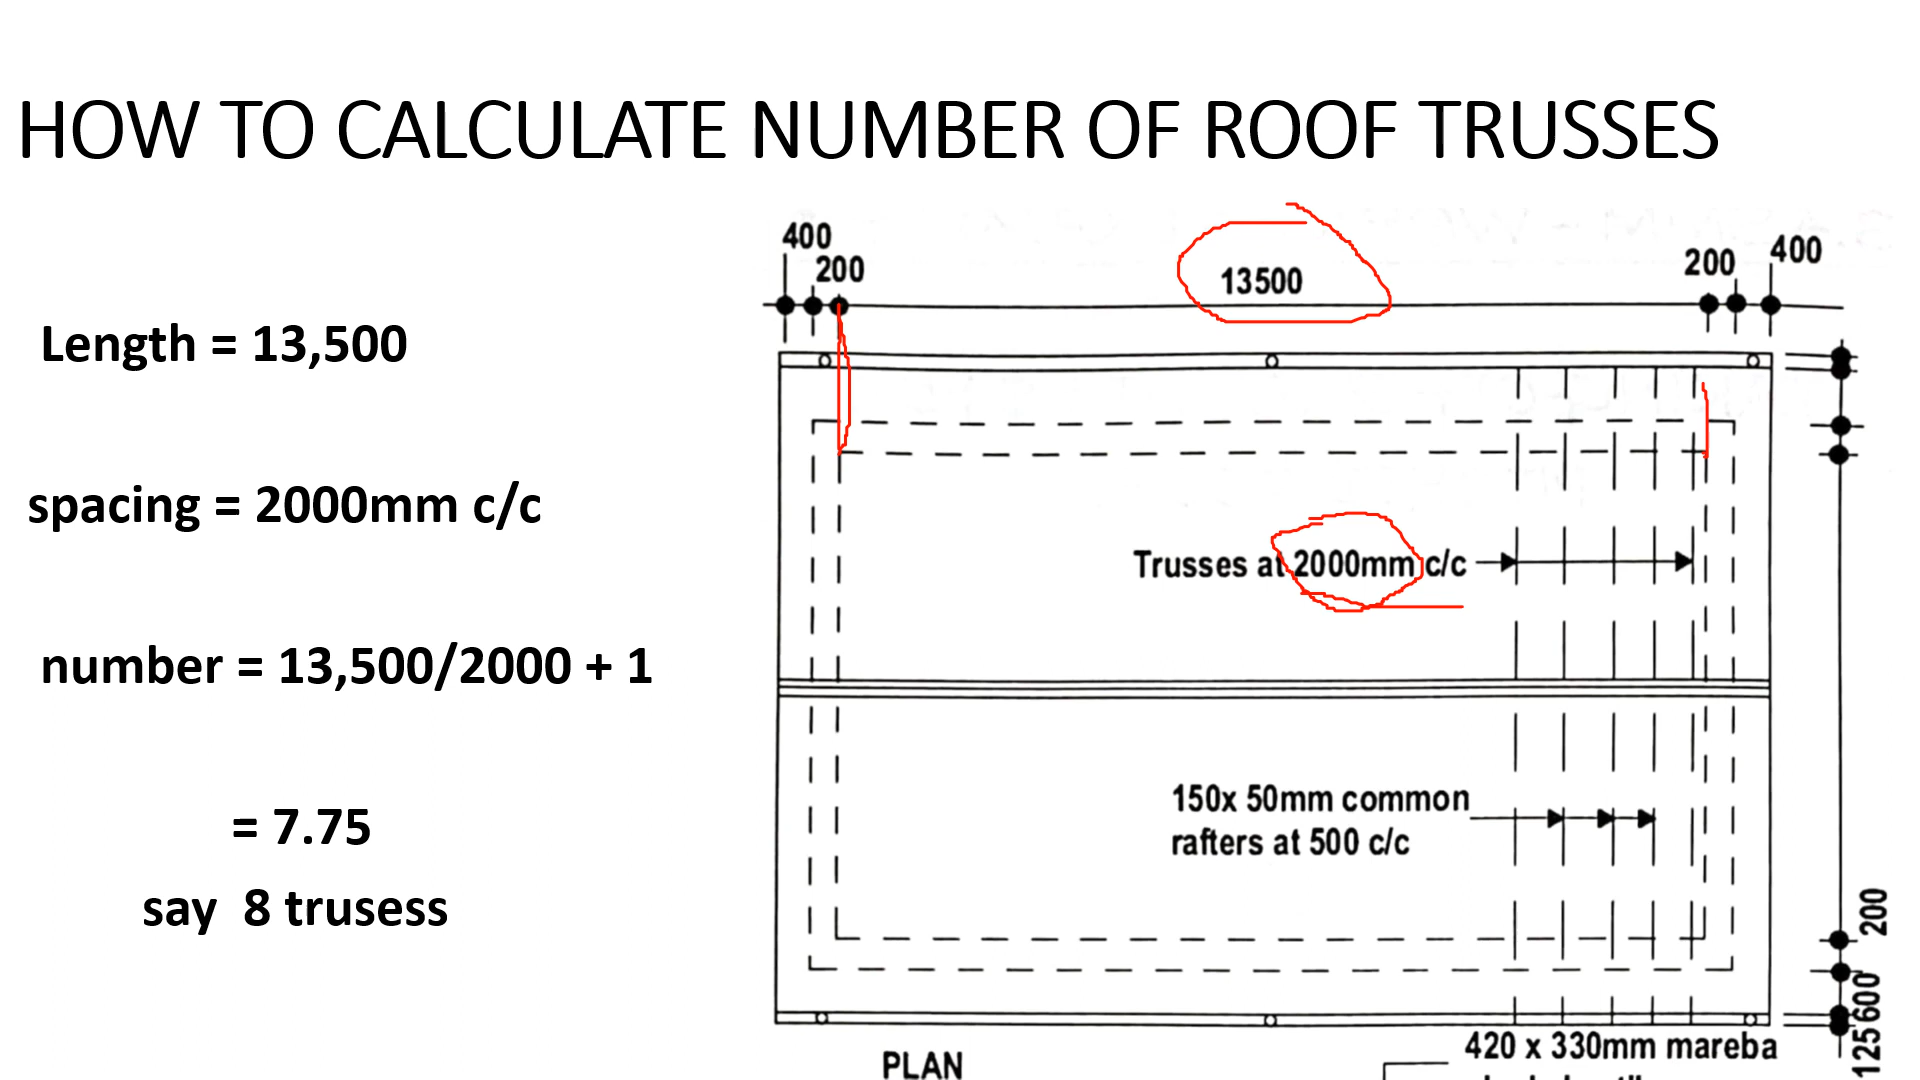 HOW TO CALCULATE NUMBER OF ROOF TRUSSES
Length = 13,500
spacing = 2000mm c/c
number = 13,500/2000 + 1
= 7.75
say 8 trusess
400
200
13500
200
400
Trusses at 2000mm c/c
150x 50mm common
rafters at 500 c/c
200
600
125
420 x 330mm mareba
PLAN